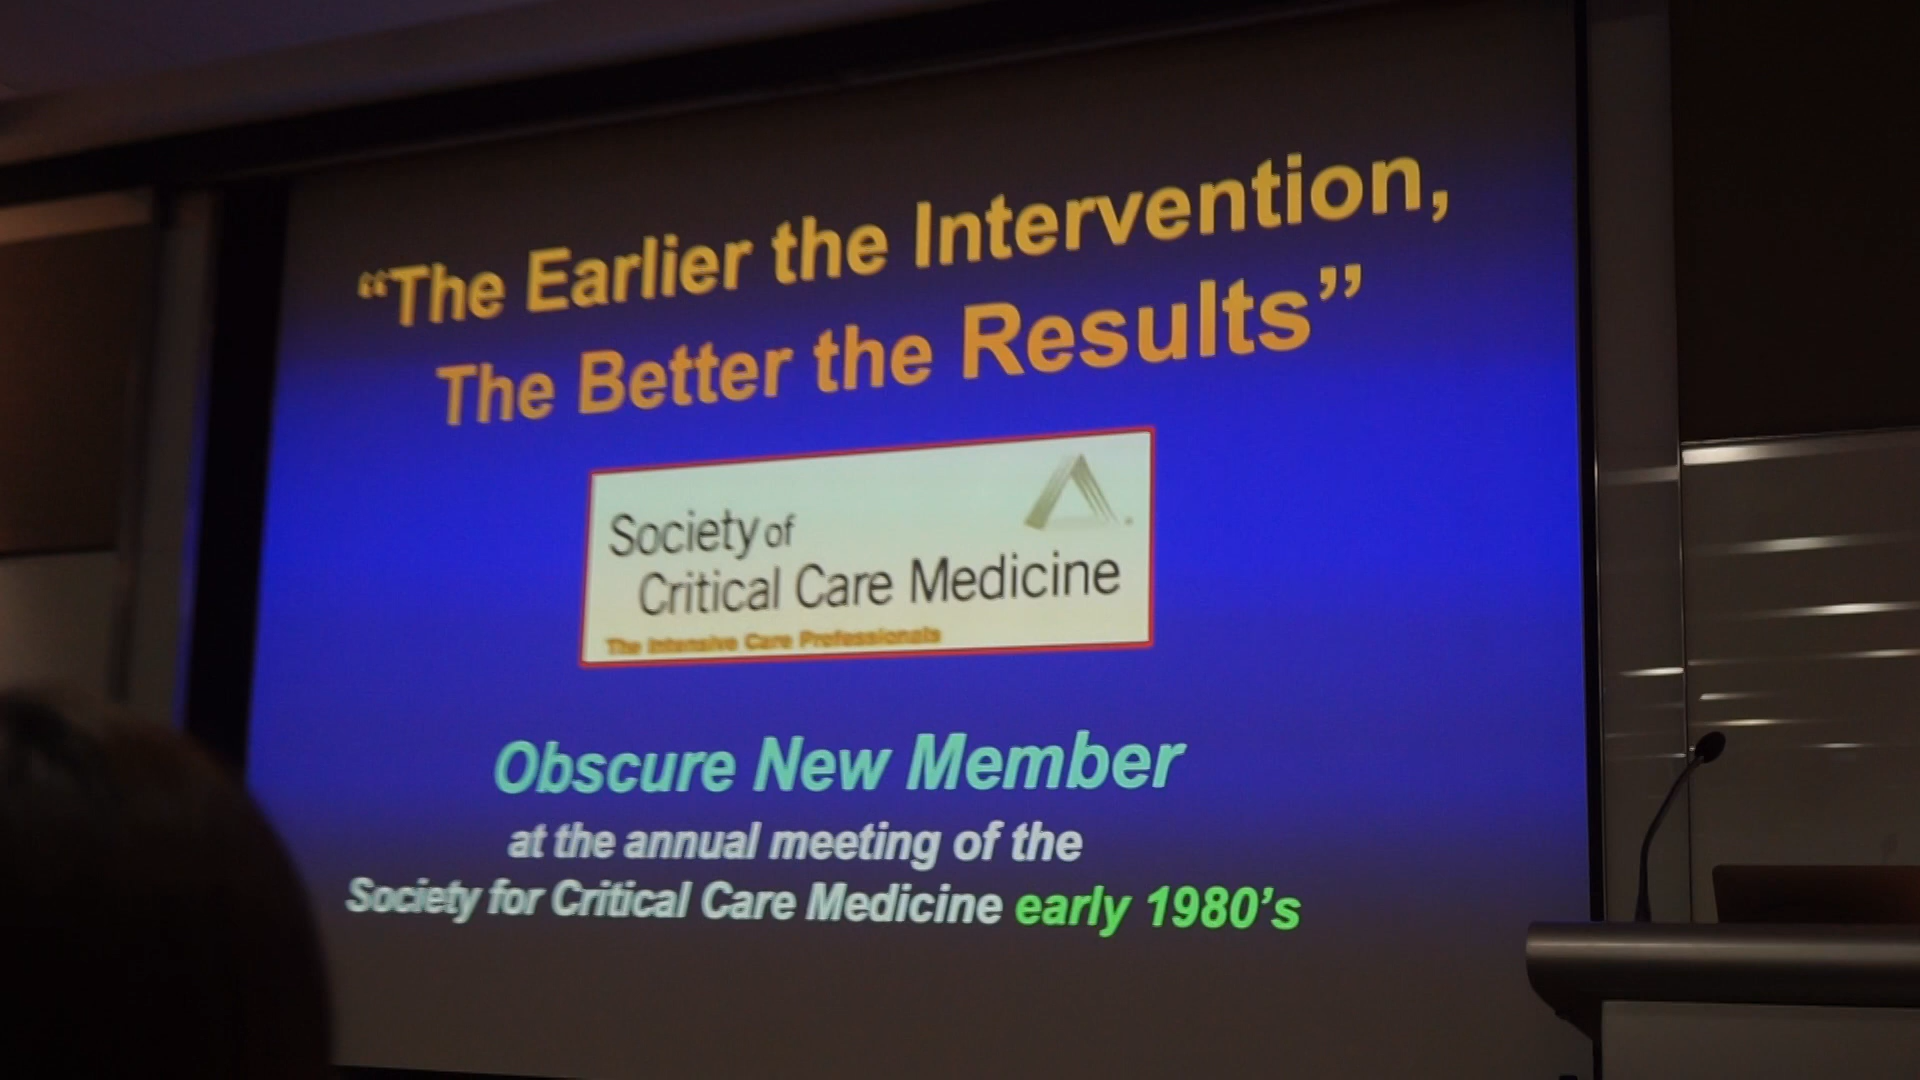 “The Earlier the Intervention,
The Better the Results”
Society of
Critical Care Medicine
The Intensive Care Professionals
Obscure New Member
at the annual meeting of the
Society for Critical Care Medicine early 1980’s